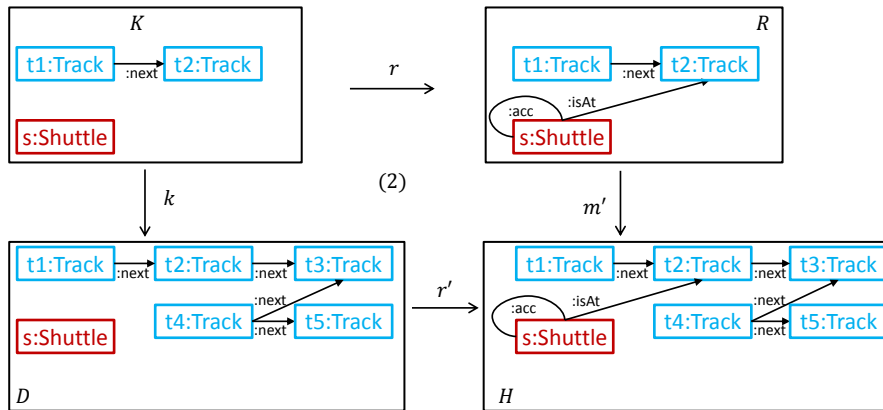 K
t1:Track
:next
t2:Track
s:Shuttle
r
R
t1:Track
:next
t2:Track
:acc
:isAt
s:Shuttle
k
(2)
m′
t1:Track
:next
t2:Track
:next
t3:Track
:next
s:Shuttle
t4:Track
:next
t5:Track
D
r′
t1:Track
:next
t2:Track
:next
t3:Track
:acc
:isAt
:next
s:Shuttle
t4:Track
:next
t5:Track
H